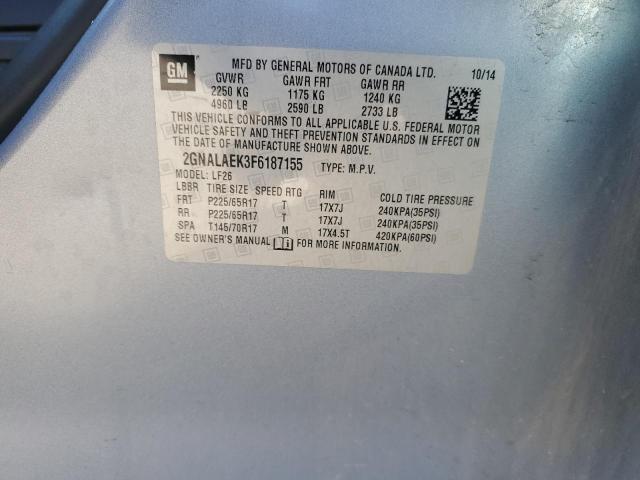 GM
MFD BY GENERAL MOTORS OF CANADA LTD. 10/14
GVWR GAWR FRT GAWR RR
2250 KG 1175 KG 1240 KG
4960 LB 2590 LB 2733 LB
THIS VEHICLE CONFORMS TO ALL APPLICABLE U.S. FEDERAL MOTOR
VEHICLE SAFETY AND THEFT PREVENTION STANDARDS IN EFFECT ON
THE DATE OF MANUFACTURE SHOWN ABOVE.
2GNALAEK3F6187155 TYPE: M.P.V.
MODEL: LF26
LBBR TIRE SIZE SPEED RTG RIM COLD TIRE PRESSURE
FRT P225/65R17 T 17X7J 240KPA(35PSI)
RR P225/65R17 T 17X7J 240KPA(35PSI)
SPA T145/70R17 M 17X4.5T 420KPA(60PSI)
SEE OWNER'S MANUAL FOR MORE INFORMATION.